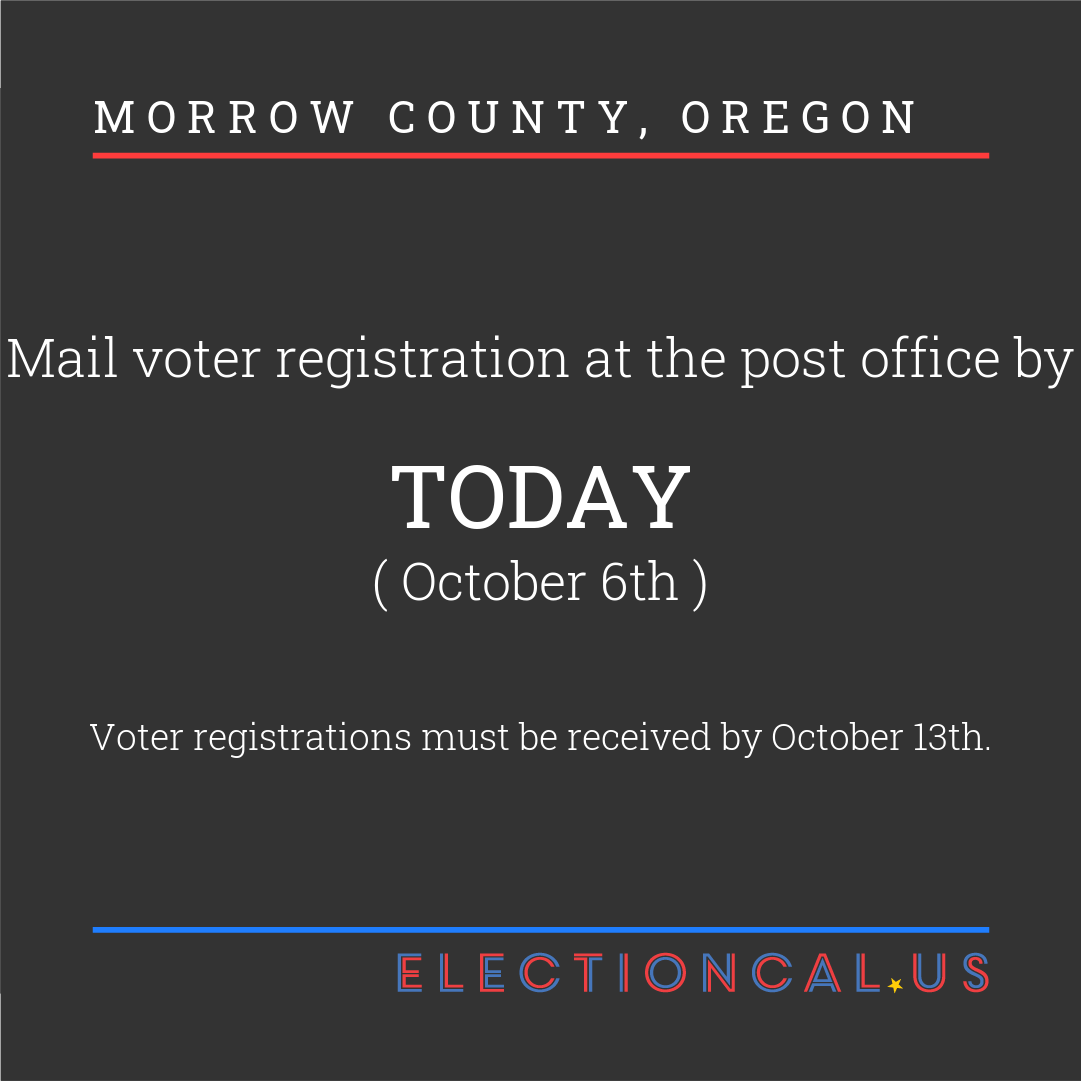 MORROW COUNTY, OREGON
Mail voter registration at the post office by
TODAY
( October 6th )
Voter registrations must be received by October 13th.
ELECTIONCAL.US